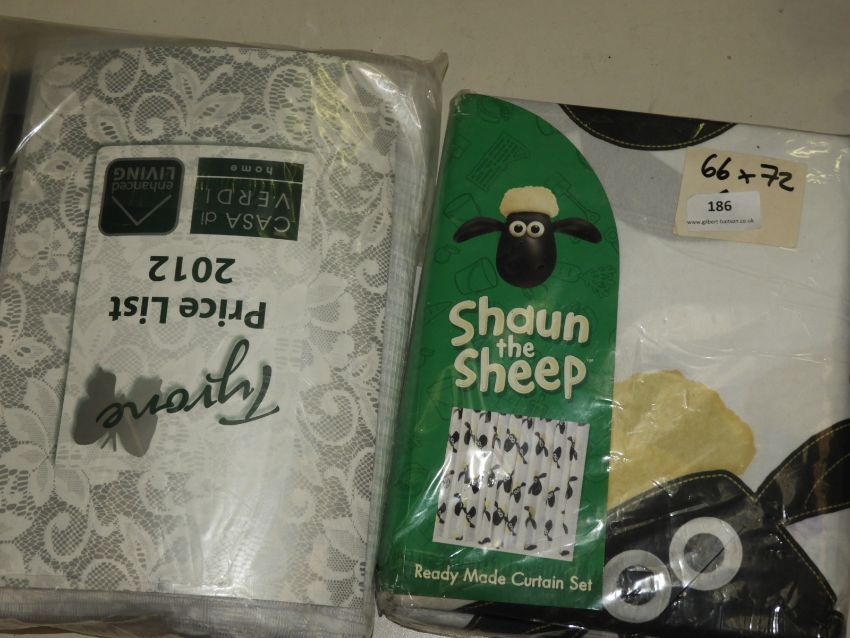 enhanced
LIVING
CASA di
VERDI
home
Tyrone
Price List
2012
66 x 72
186
www.gilbert-baitson.co.uk
Shaun
the
Sheep
Ready Made Curtain Set